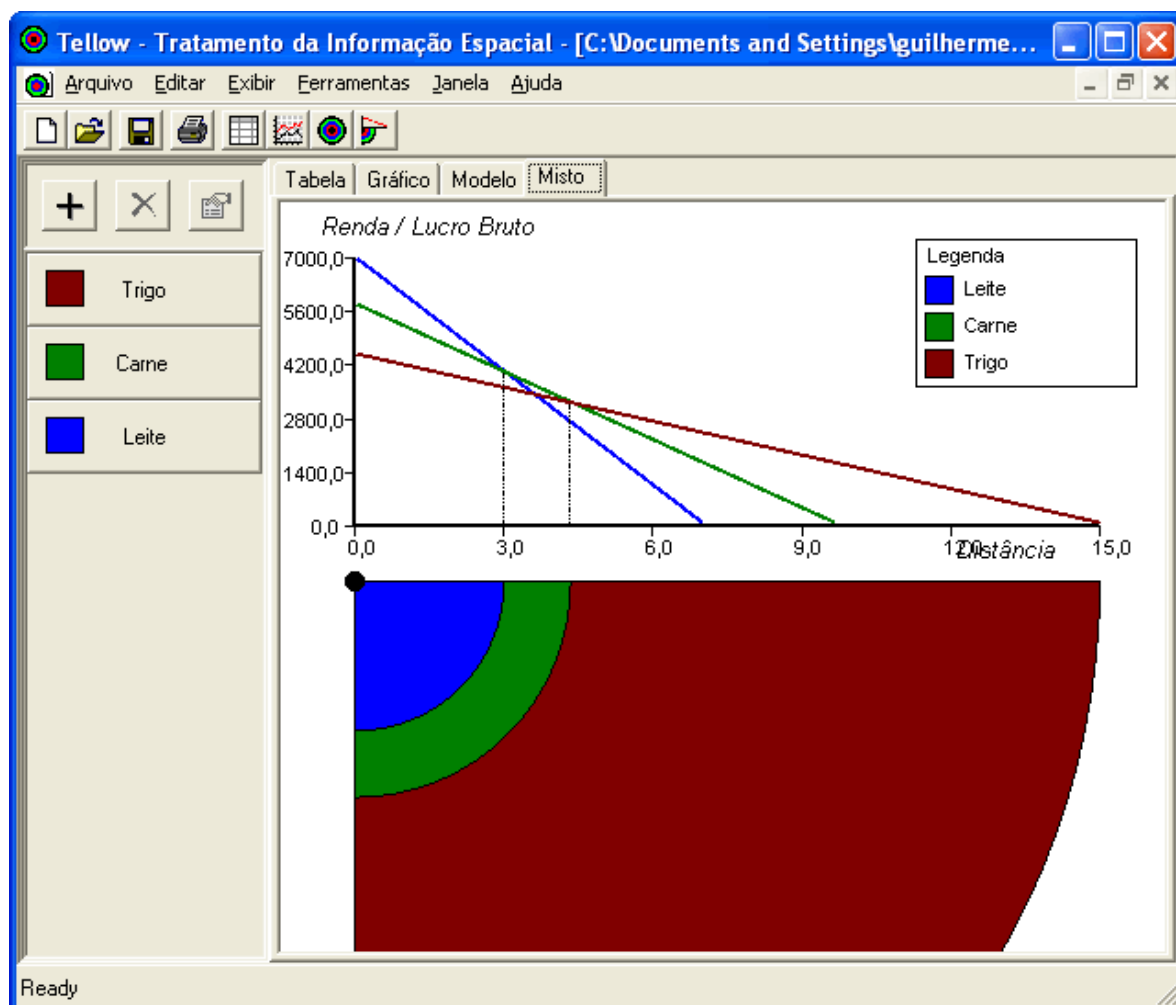 Tellow - Tratamento da Informação Espacial - [C:\Documents and Settings\guilherme...
Arquivo Editar Exibir Ferramentas Janela Ajuda
Tabela Gráfico Modelo Misto
Trigo
Carne
Leite
Renda / Lucro Bruto
7000,0
5600,0
4200,0
2800,0
1400,0
0,0
0,0 3,0 6,0 9,0 12,0 15,0
Distância
Legenda
Leite
Carne
Trigo
Ready